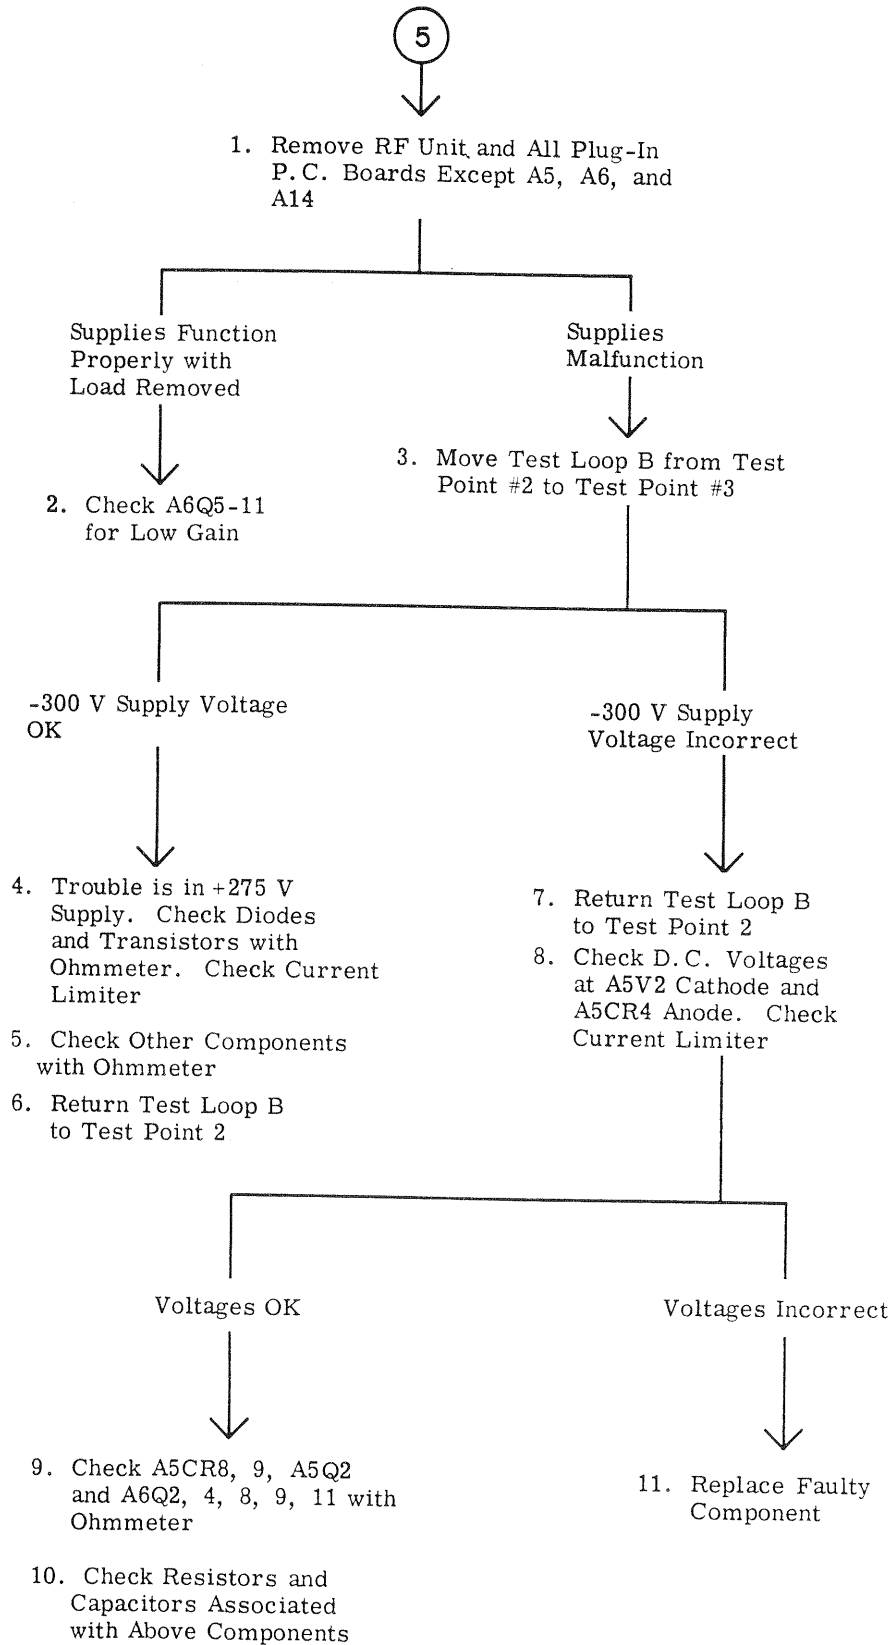 5
1. Remove RF Unit and All Plug-In
P.C. Boards Except A5, A6, and
A14
Supplies Function
Properly with
Load Removed
Supplies
Malfunction
2. Check A6Q5-11
for Low Gain
3. Move Test Loop B from Test
Point #2 to Test Point #3
-300 V Supply Voltage
OK
-300 V Supply
Voltage Incorrect
4. Trouble is in +275 V
Supply. Check Diodes
and Transistors with
Ohmmeter. Check Current
Limiter
5. Check Other Components
with Ohmmeter
6. Return Test Loop B
to Test Point 2
7. Return Test Loop B
to Test Point 2
8. Check D.C. Voltages
at A5V2 Cathode and
A5CR4 Anode. Check
Current Limiter
Voltages OK
Voltages Incorrect
9. Check A5CR8, 9, A5Q2
and A6Q2, 4, 8, 9, 11 with
Ohmmeter
10. Check Resistors and
Capacitors Associated
with Above Components
11. Replace Faulty
Component